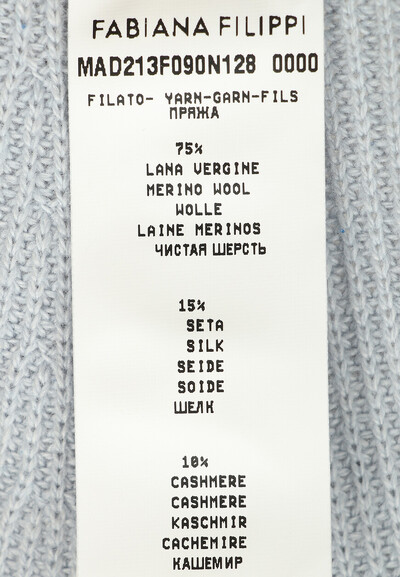 FABIANA FILIPPI
MAD213F090N128 0000
FILATO- YARN-GARN-FILS
ПРЯЖА
75%
LANA VERGINE
MERINO WOOL
WOLLE
LAINE MERINOS
ЧИСТАЯ ШЕРСТЬ
15%
SETA
SILK
SEIDE
SOIDE
ШЕЛК
10%
CASHMERE
CASHMERE
KASCHMIR
CACHEMIRE
КАШЕМИР